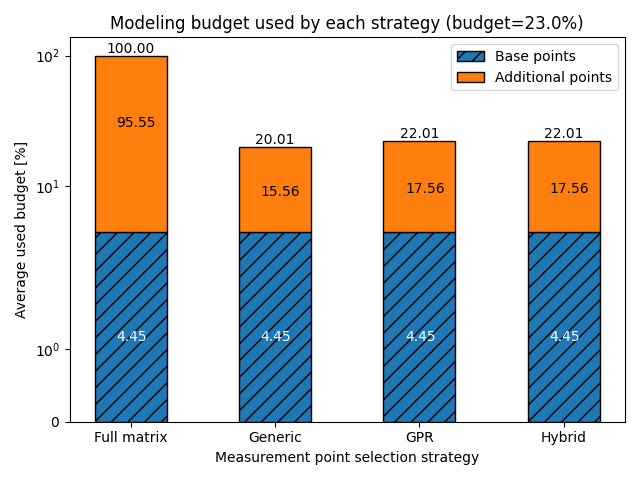 Modeling budget used by each strategy (budget=23.0%)
Base points
Additional points
100.00
20.01
22.01
22.01
95.55
15.56
17.56
17.56
4.45
4.45
4.45
4.45
10²
10¹
10⁰
0
Average used budget [%]
Full matrix
Generic
GPR
Hybrid
Measurement point selection strategy